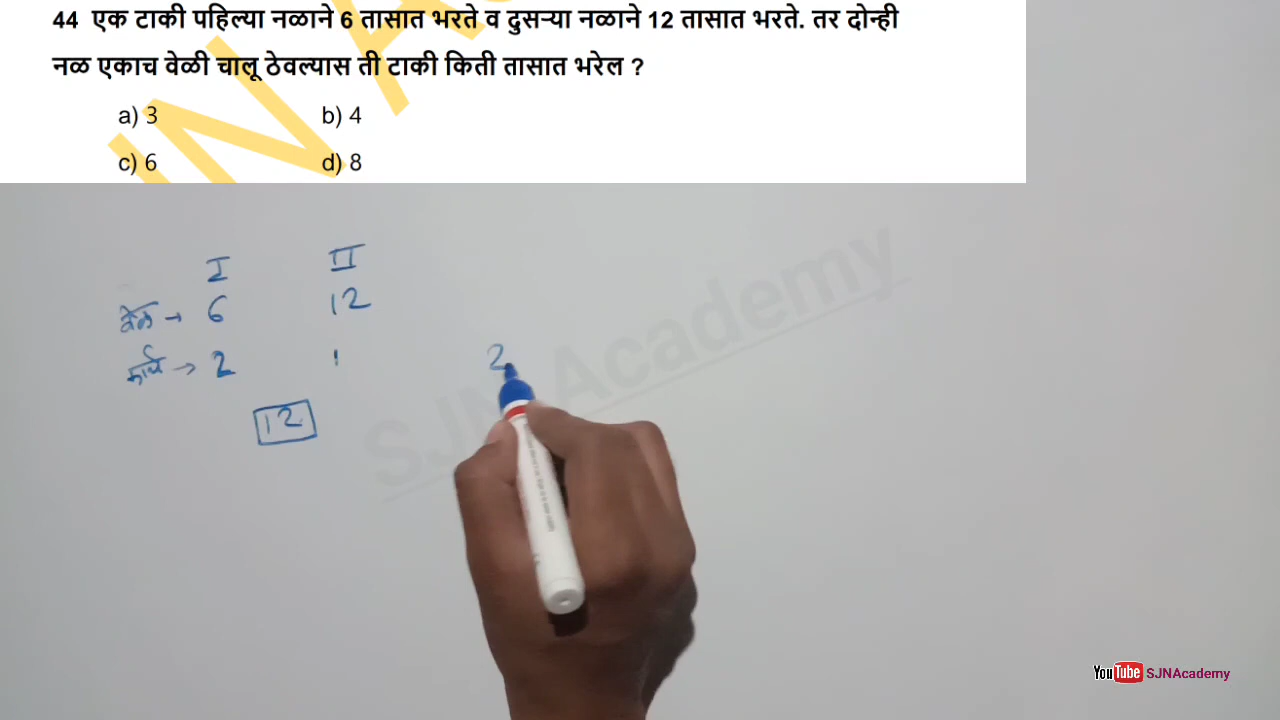 44 एक टाकी पहिल्या नळाने 6 तासात भरते व दुसऱ्या नळाने 12 तासात भरते. तर दोन्ही
नळ एकाच वेळी चालू ठेवल्यास ती टाकी किती तासात भरेल ?
a) 3 b) 4
c) 6 d) 8
I II
वेळ → 6 12
कार्य → 2 1 2
12
SJNAcademy
YouTube SJNAcademy